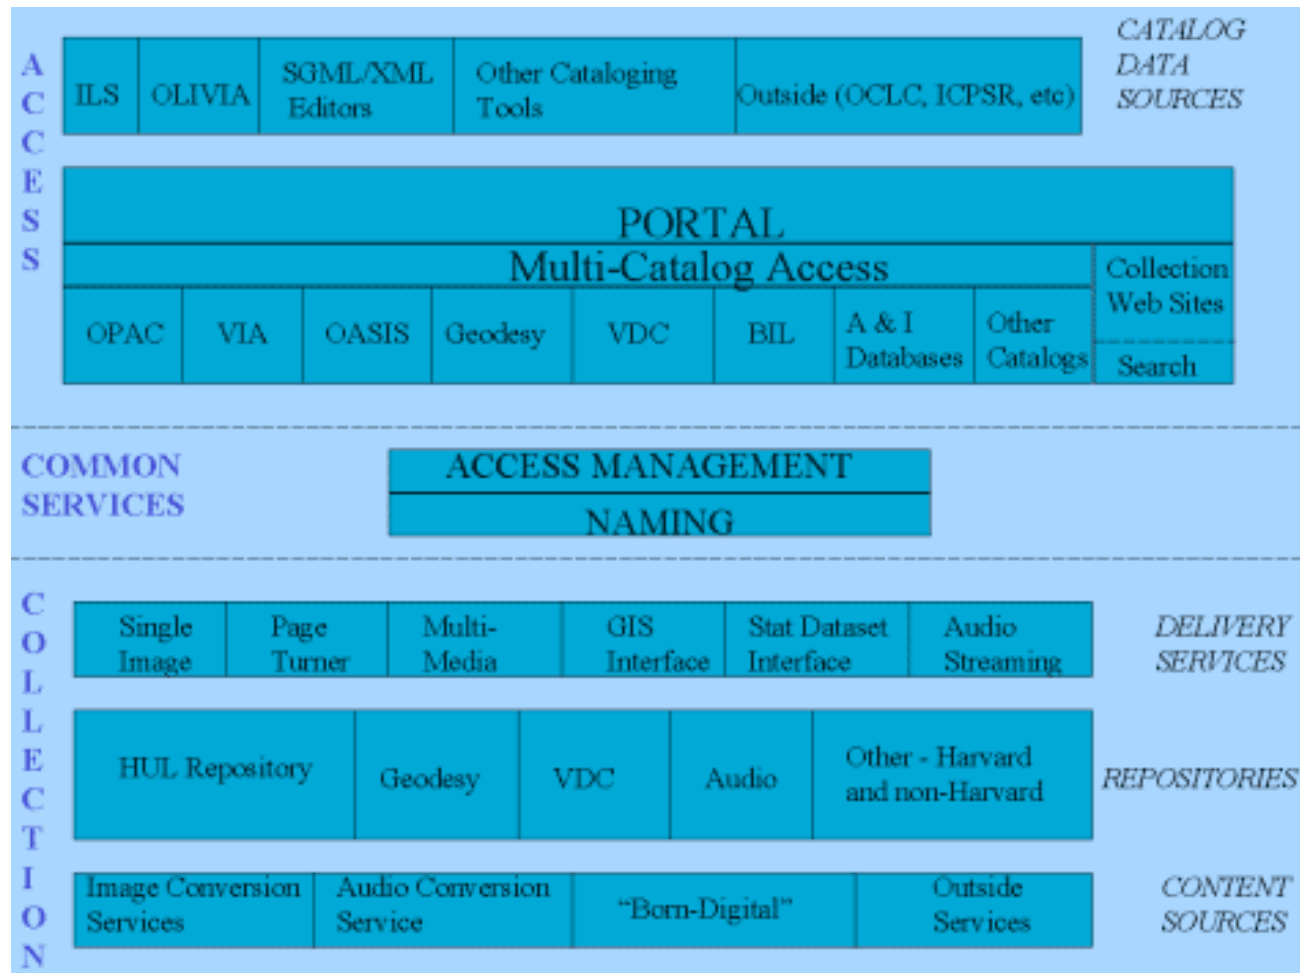 ACCESS
CATALOG
DATA
SOURCES
ILS
OLIVIA
SGML/XML
Editors
Other Cataloging
Tools
Outside (OCLC, ICPSR, etc)
PORTAL
Multi-Catalog Access
Collection
Web Sites
Search
OPAC
VIA
OASIS
Geodesy
VDC
BIL
A & I
Databases
Other
Catalogs
COMMON
SERVICES
ACCESS MANAGEMENT
NAMING
COLLECTION
Single
Image
Page
Turner
Multi-
Media
GIS
Interface
Stat Dataset
Interface
Audio
Streaming
DELIVERY
SERVICES
HUL Repository
Geodesy
VDC
Audio
Other - Harvard
and non-Harvard
REPOSITORIES
Image Conversion
Services
Audio Conversion
Service
“Born-Digital”
Outside
Services
CONTENT
SOURCES